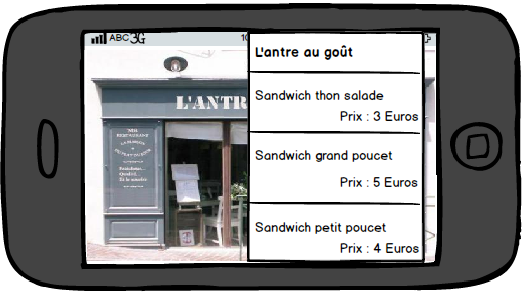 ABC 3G
L'antre au goût
Sandwich thon salade
Prix : 3 Euros
Sandwich grand poucet
Prix : 5 Euros
Sandwich petit poucet
Prix : 4 Euros
L'ANTR
RESTAURANT